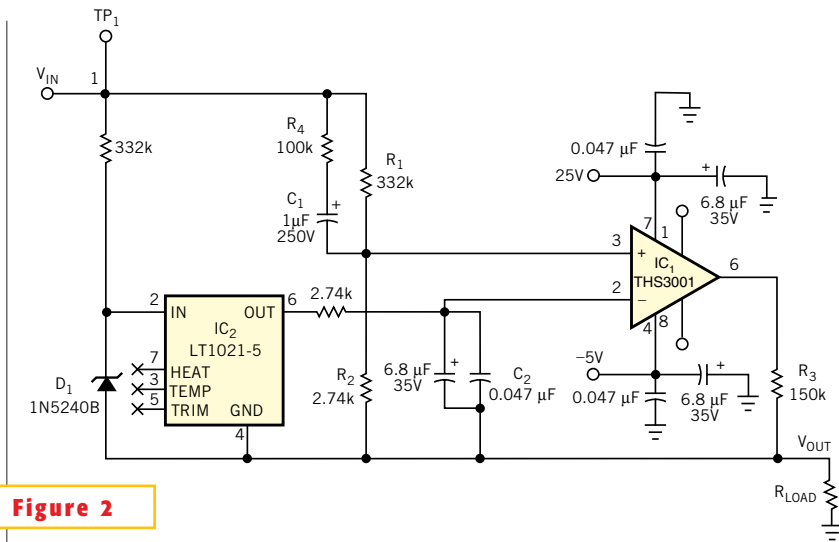 TP1
VIN
1
332k
R4
100k
R1
332k
C1
1µF
250V
+
0.047 µF
25V
+
6.8 µF
35V
7
1
3
+
IC1
THS3001
6
2
−
4
8
−5V
0.047 µF
+
6.8 µF
35V
R3
150k
2
IN
OUT
6
2.74k
IC2
LT1021-5
7
HEAT
3
TEMP
5
TRIM
GND
4
D1
1N5240B
R2
2.74k
6.8 µF
35V
+
C2
0.047 µF
VOUT
RLOAD
Figure 2